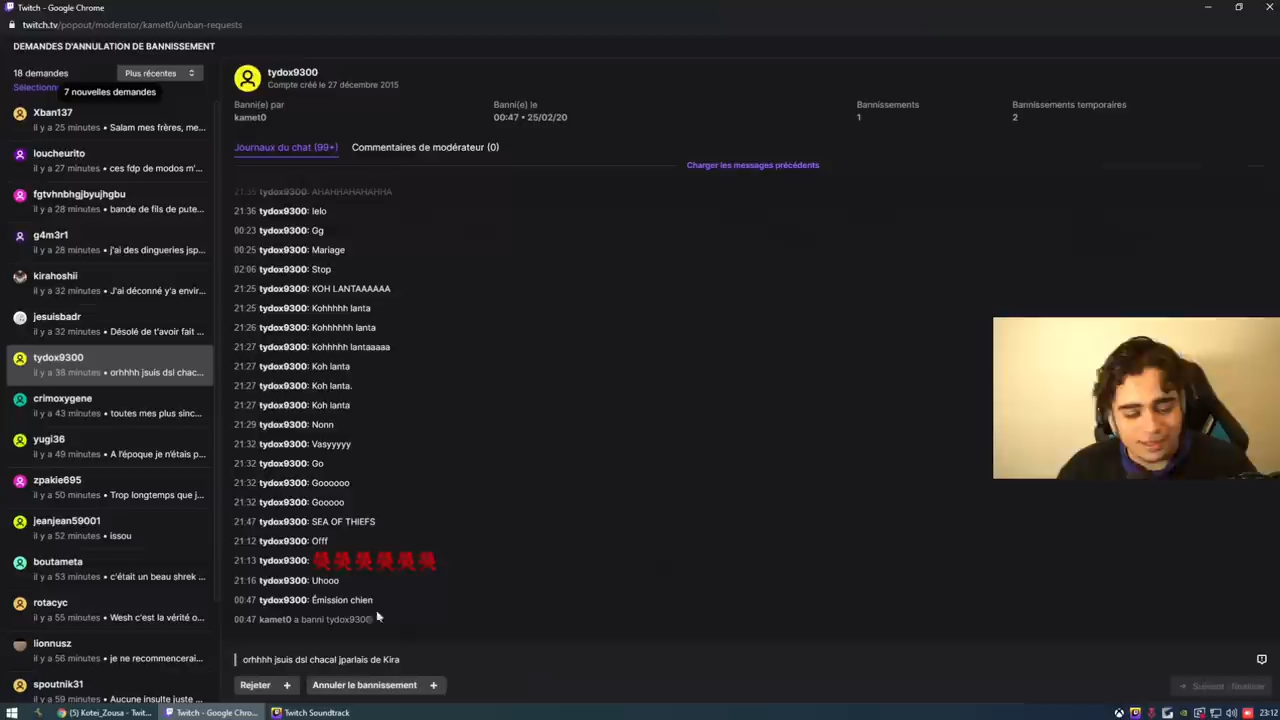 Twitch - Google Chrome
twitch.tv/popout/moderator/kamet0/unban-requests
DEMANDES D'ANNULATION DE BANNISSEMENT
18 demandes
Plus récentes
Sélectionn
7 nouvelles demandes
Xban137
il y a 25 minutes • Salam mes frères, me...
loucheurito
il y a 27 minutes • ces fdp de modos m'...
fgtvhnbhgjbyujhgbu
il y a 28 minutes • bande de fils de pute...
g4m3r1
il y a 28 minutes • j'ai des dingueries jsp...
kirahoshii
il y a 32 minutes • J'ai déconné y'a envir...
jesuisbadr
il y a 32 minutes • Désolé de t'avoir fait ...
tydox9300
il y a 38 minutes • orhhhh jsuis dsl chac...
crimoxygene
il y a 43 minutes • toutes mes plus sinc...
yugi36
il y a 49 minutes • A l'époque je n'étais p...
zpakie695
il y a 50 minutes • Trop longtemps que j...
jeanjean59001
il y a 52 minutes • issou
boutameta
il y a 53 minutes • c'était un beau shrek ...
rotacyc
il y a 55 minutes • Wesh c'est la vérité o...
lionnusz
il y a 56 minutes • je ne recommencerai...
spoutnik31
il y a 59 minutes • Aucune insulte juste ...
tydox9300
Compte créé le 27 décembre 2015
Banni(e) par
kamet0
Banni(e) le
00:47 • 25/02/20
Bannissements
1
Bannissements temporaires
2
Journaux du chat (99+)
Commentaires de modérateur (0)
Charger les messages précédents
21:35 tydox9300: AHAHHAHAHAHHA
21:36 tydox9300: lelo
00:23 tydox9300: Gg
00:25 tydox9300: Mariage
02:06 tydox9300: Stop
21:25 tydox9300: KOH LANTAAAAAA
21:25 tydox9300: Kohhhhh lanta
21:26 tydox9300: Kohhhhhh lanta
21:27 tydox9300: Kohhhhh lantaaaaa
21:27 tydox9300: Koh lanta
21:27 tydox9300: Koh lanta.
21:27 tydox9300: Koh lanta
21:29 tydox9300: Nonn
21:32 tydox9300: Vasyyyyy
21:32 tydox9300: Go
21:32 tydox9300: Goooooo
21:32 tydox9300: Gooooo
21:47 tydox9300: SEA OF THIEFS
21:12 tydox9300: Offf
21:13 tydox9300:
21:16 tydox9300: Uhooo
00:47 tydox9300: Émission chien
00:47 kamet0 a banni tydox9300
orhhhh jsuis dsl chacal jparlais de Kira
Rejeter +
Annuler le bannissement +
→ Suivant
(5) Kotei_Zousa - Twit...
Twitch - Google Chro...
Twitch Soundtrack
23:12